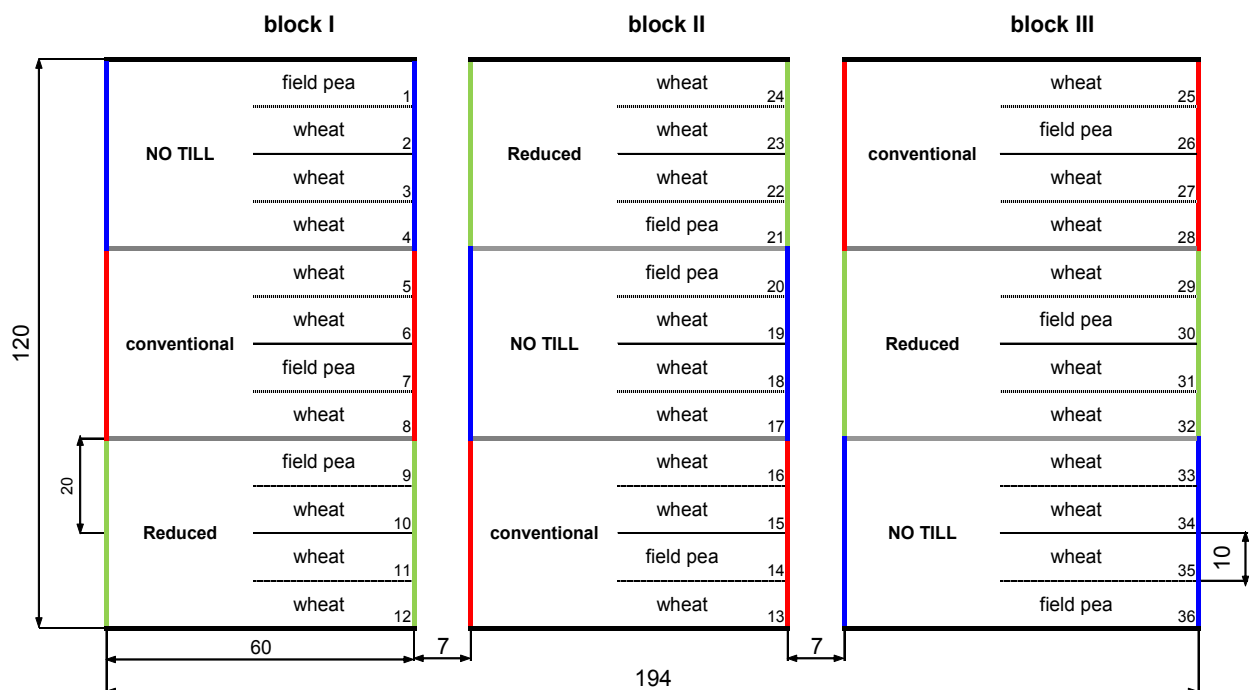 block I
block II
block III
120
20
NO TILL
field pea 1
wheat 2
wheat 3
wheat 4
conventional
wheat 5
wheat 6
field pea 7
wheat 8
Reduced
field pea 9
wheat 10
wheat 11
wheat 12
Reduced
wheat 24
wheat 23
wheat 22
field pea 21
NO TILL
field pea 20
wheat 19
wheat 18
wheat 17
conventional
wheat 16
wheat 15
field pea 14
wheat 13
conventional
wheat 25
field pea 26
wheat 27
wheat 28
Reduced
wheat 29
field pea 30
wheat 31
wheat 32
NO TILL
wheat 33
wheat 34
wheat 35
field pea 36
10
60
7
7
194